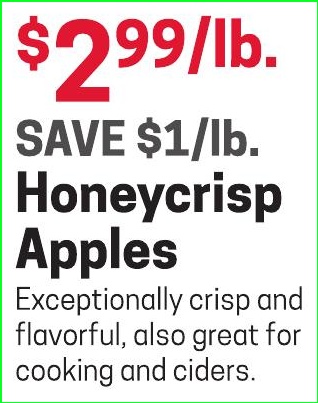 $2.99/lb.
SAVE $1/lb.
Honeycrisp
Apples
Exceptionally crisp and
flavorful, also great for
cooking and ciders.